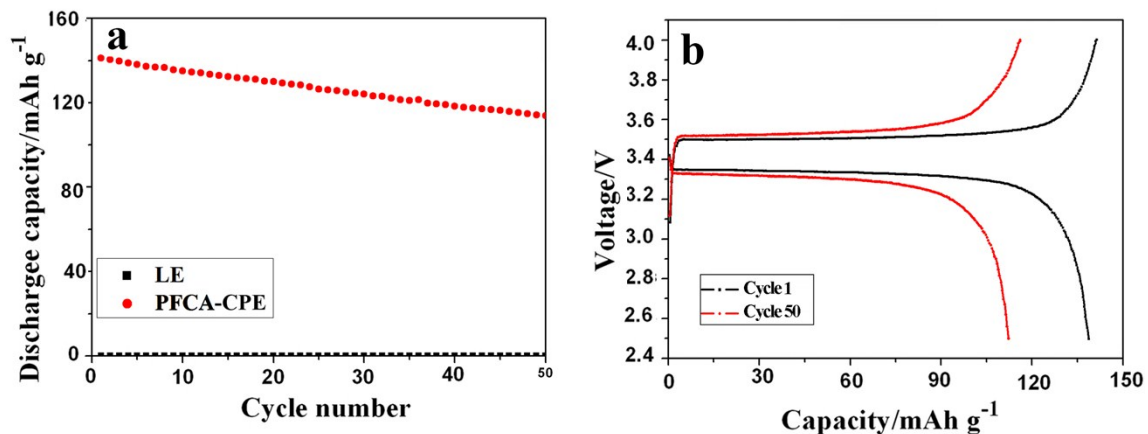 a
Dischargee capacity/mAh g⁻¹
160
120
80
40
0
LE
PFCA-CPE
0
10
20
30
40
50
Cycle number
b
Voltage/V
4.0
3.6
3.4
3.2
3.0
2.8
2.6
2.4
Cycle 1
Cycle 50
0
30
60
90
120
150
Capacity/mAh g⁻¹